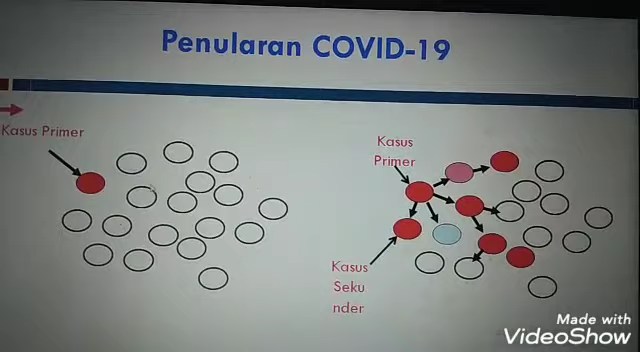 Penularan COVID-19
Kasus Primer
Kasus
Primer
Kasus
Seku
nder
Made with
VideoShow